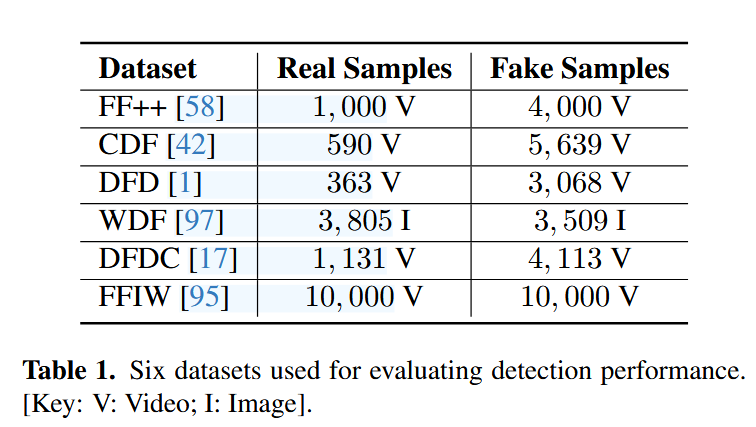 Dataset Real Samples Fake Samples
FF++ [58] 1, 000 V 4, 000 V
CDF [42] 590 V 5, 639 V
DFD [1] 363 V 3, 068 V
WDF [97] 3, 805 I 3, 509 I
DFDC [17] 1, 131 V 4, 113 V
FFIW [95] 10, 000 V 10, 000 V
Table 1. Six datasets used for evaluating detection performance.
[Key: V: Video; I: Image].